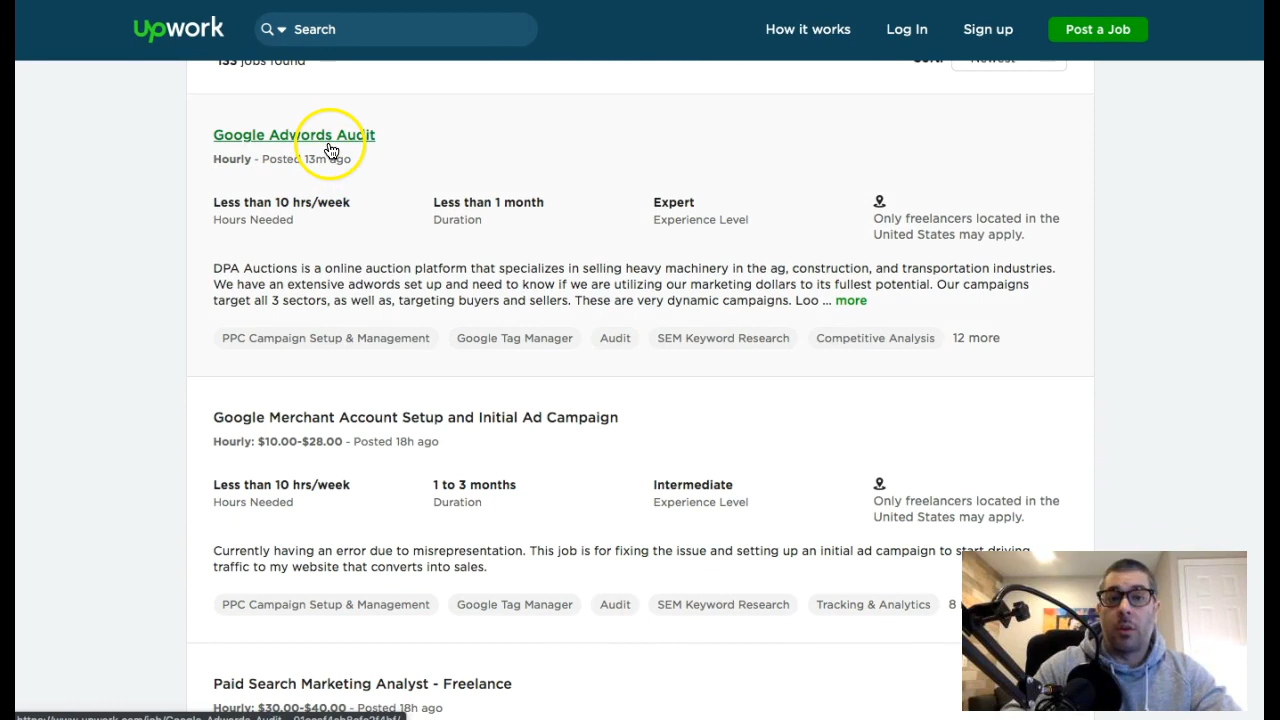 Upwork
Search
How it works
Log In
Sign up
Post a Job
133 jobs found
Sort:
Newest
Google Adwords Audit
Hourly - Posted 13m ago
Less than 10 hrs/week
Hours Needed
Less than 1 month
Duration
Expert
Experience Level
Only freelancers located in the
United States may apply.
DPA Auctions is a online auction platform that specializes in selling heavy machinery in the ag, construction, and transportation industries.
We have an extensive adwords set up and need to know if we are utilizing our marketing dollars to its fullest potential. Our campaigns
target all 3 sectors, as well as, targeting buyers and sellers. These are very dynamic campaigns. Loo ... more
PPC Campaign Setup & Management
Google Tag Manager
Audit
SEM Keyword Research
Competitive Analysis
12 more
Google Merchant Account Setup and Initial Ad Campaign
Hourly: $10.00-$28.00 - Posted 18h ago
Less than 10 hrs/week
Hours Needed
1 to 3 months
Duration
Intermediate
Experience Level
Only freelancers located in the
United States may apply.
Currently having an error due to misrepresentation. This job is for fixing the issue and setting up an initial ad campaign to start driving
traffic to my website that converts into sales.
PPC Campaign Setup & Management
Google Tag Manager
Audit
SEM Keyword Research
Tracking & Analytics
8
Paid Search Marketing Analyst - Freelance
Hourly: $30.00-$40.00 - Posted 18h ago